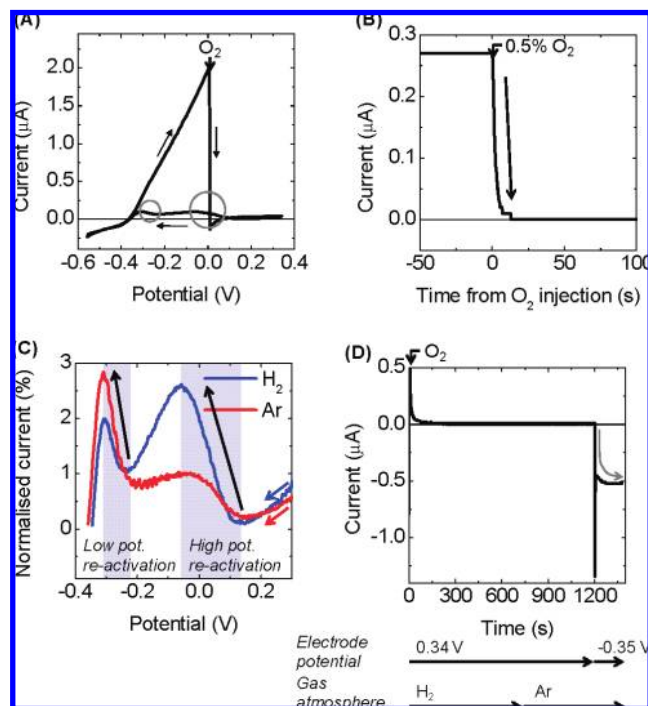 (A)
O2
2.0
1.5
1.0
0.5
0.0
Current (μA)
-0.6 -0.4 -0.2 0.0 0.2 0.4
Potential (V)
(B)
0.5% O2
0.3
0.2
0.1
0.0
Current (μA)
-50 0 50 100
Time from O2 injection (s)
(C)
H2
Ar
3
2
1
0
Normalised current (%)
Low pot.
re-activation
High pot.
re-activation
-0.4 -0.2 0.0 0.2
Potential (V)
(D)
O2
0.5
0.0
-0.5
-1.0
Current (μA)
0 300 600 900 1200
Time (s)
Electrode
potential
0.34 V -0.35 V
Gas
atmosphere
H2 Ar